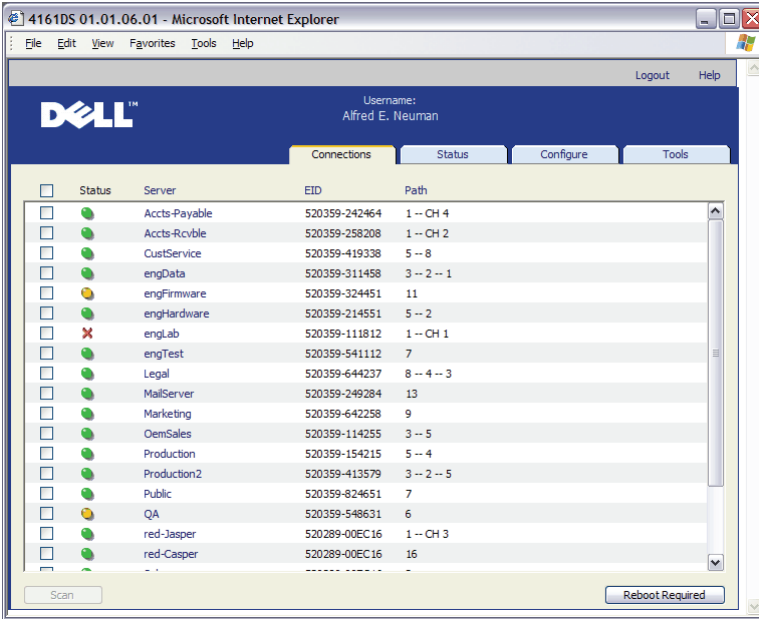 4161DS 01.01.06.01 - Microsoft Internet Explorer
File Edit View Favorites Tools Help
Logout Help
DELL™
Username:
Alfred E. Neuman
Connections Status Configure Tools
Status Server EID Path
Accts-Payable 520359-242464 1 -- CH 4
Accts-Rcvble 520359-258208 1 -- CH 2
CustService 520359-419338 5 -- 8
engData 520359-311458 3 -- 2 -- 1
engFirmware 520359-324451 11
engHardware 520359-214551 5 -- 2
engLab 520359-111812 1 -- CH 1
engTest 520359-541112 7
Legal 520359-644237 8 -- 4 -- 3
MailServer 520359-249284 13
Marketing 520359-642258 9
OemSales 520359-114255 3 -- 5
Production 520359-154215 5 -- 4
Production2 520359-413579 3 -- 2 -- 5
Public 520359-824651 7
QA 520359-548631 6
red-Jasper 520289-00EC16 1 -- CH 3
red-Casper 520289-00EC16 16
Scan Reboot Required